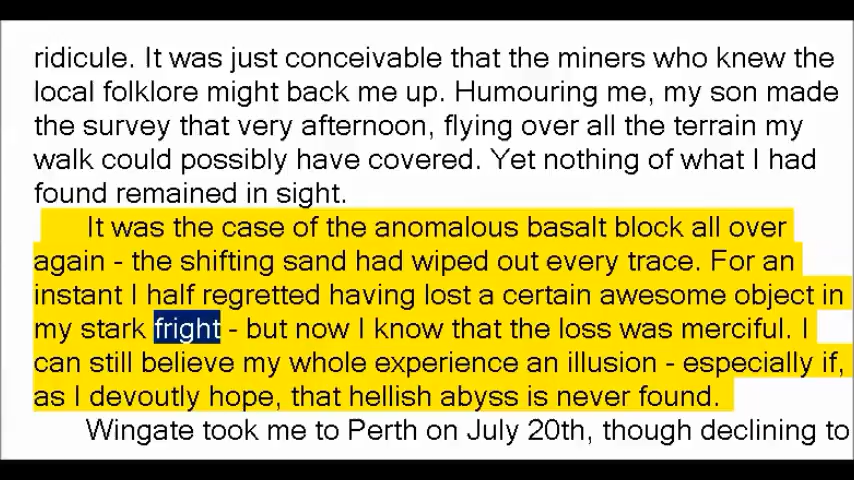 ridicule. It was just conceivable that the miners who knew the
local folklore might back me up. Humouring me, my son made
the survey that very afternoon, flying over all the terrain my
walk could possibly have covered. Yet nothing of what I had
found remained in sight.
It was the case of the anomalous basalt block all over
again - the shifting sand had wiped out every trace. For an
instant I half regretted having lost a certain awesome object in
my stark fright - but now I know that the loss was merciful. I
can still believe my whole experience an illusion - especially if,
as I devoutly hope, that hellish abyss is never found.
Wingate took me to Perth on July 20th, though declining to